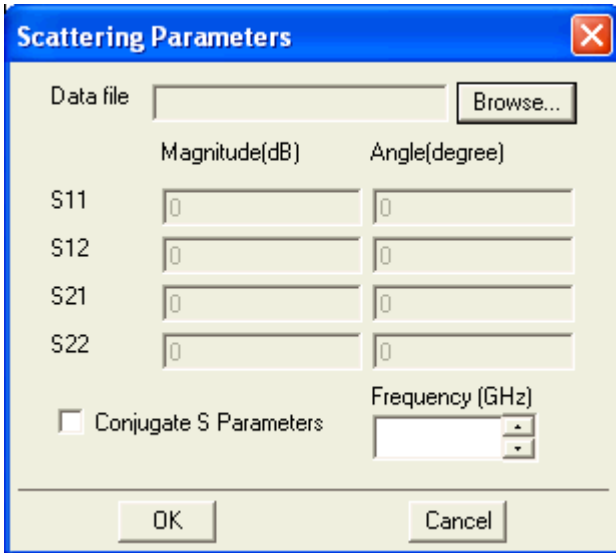 Scattering Parameters
Data file Browse...
Magnitude(dB) Angle(degree)
S11 0 0
S12 0 0
S21 0 0
S22 0 0
Frequency (GHz)
Conjugate S Parameters
OK Cancel